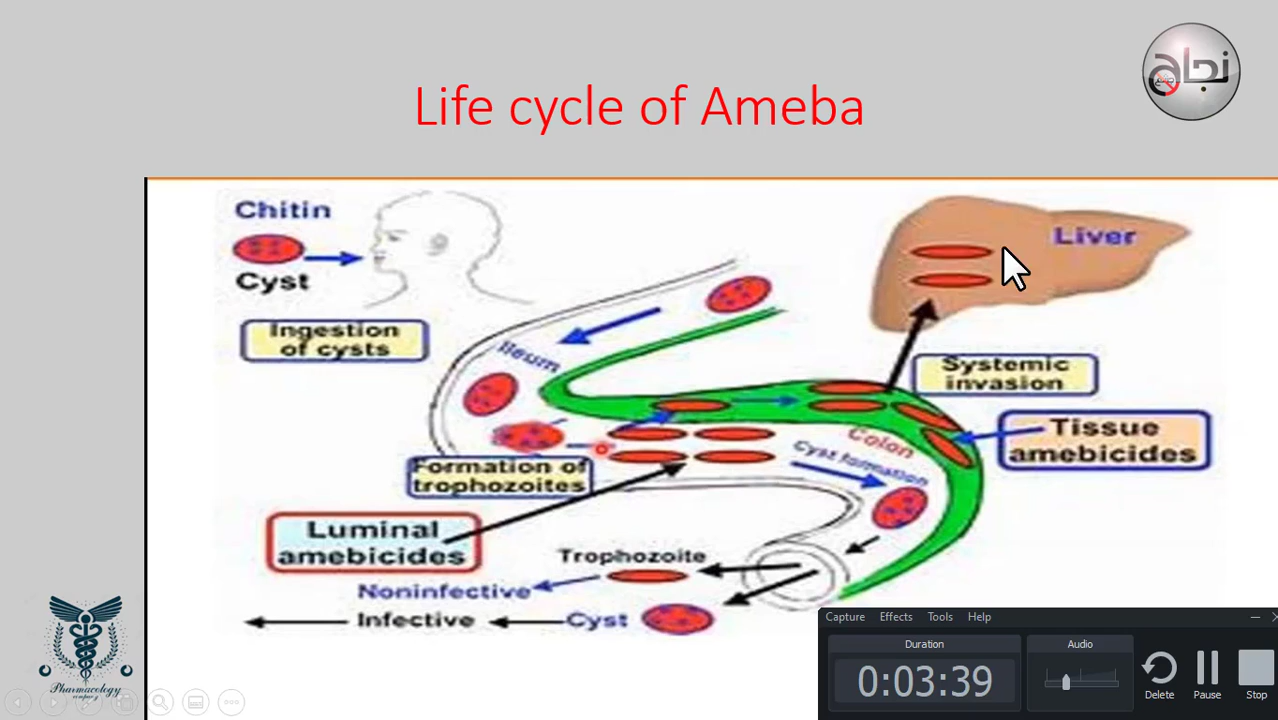 Life cycle of Ameba
Chitin
Cyst
Ingestion
of cysts
Ileum
Liver
Systemic
invasion
Tissue
amebicides
Colon
Cyst formation
Formation of
trophozoites
Luminal
amebicides
Trophozoite
Noninfective
Infective
Cyst
Pharmacology
Capture Effects Tools Help
Duration
Audio
0:03:39
Delete
Pause
Stop